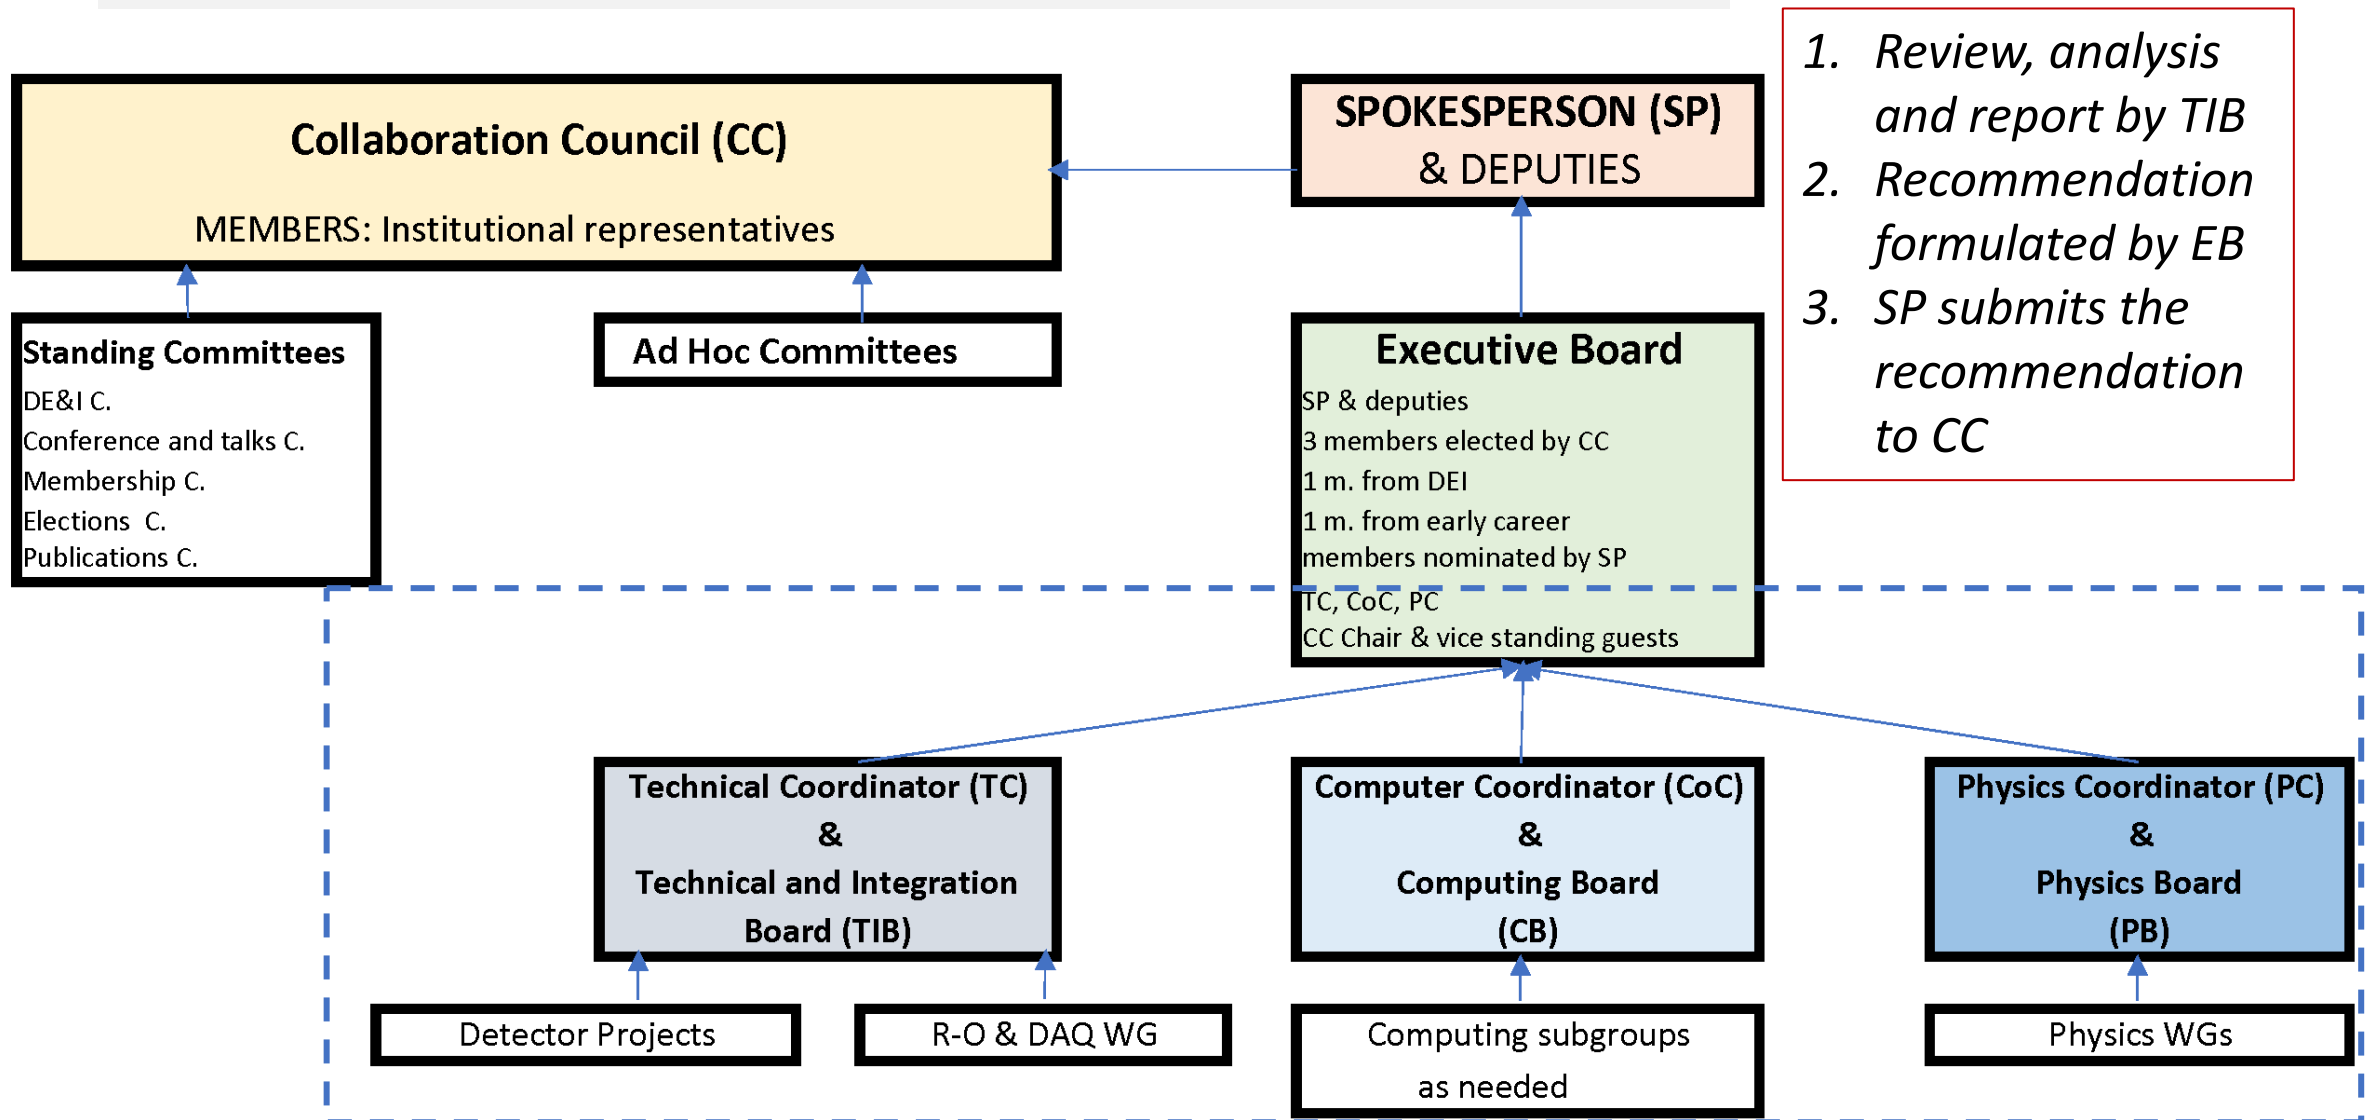 Collaboration Council (CC)
MEMBERS: Institutional representatives
SPOKESPERSON (SP)
& DEPUTIES
1. Review, analysis
and report by TIB
2. Recommendation
formulated by EB
3. SP submits the
recommendation
to CC
Standing Committees
DE&I C.
Conference and talks C.
Membership C.
Elections C.
Publications C.
Ad Hoc Committees
Executive Board
SP & deputies
3 members elected by CC
1 m. from DEI
1 m. from early career
members nominated by SP
TC, CoC, PC
CC Chair & vice standing guests
Technical Coordinator (TC)
&
Technical and Integration
Board (TIB)
Computer Coordinator (CoC)
&
Computing Board
(CB)
Physics Coordinator (PC)
&
Physics Board
(PB)
Detector Projects
R-O & DAQ WG
Computing subgroups
as needed
Physics WGs